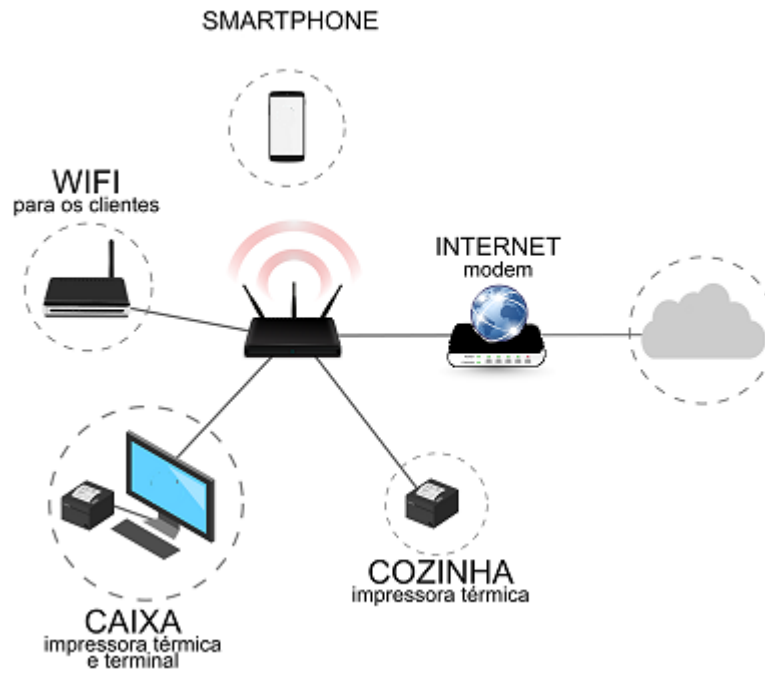 SMARTPHONE
WIFI
para os clientes
INTERNET
modem
COZINHA
impressora térmica
CAIXA
impressora térmica
e terminal